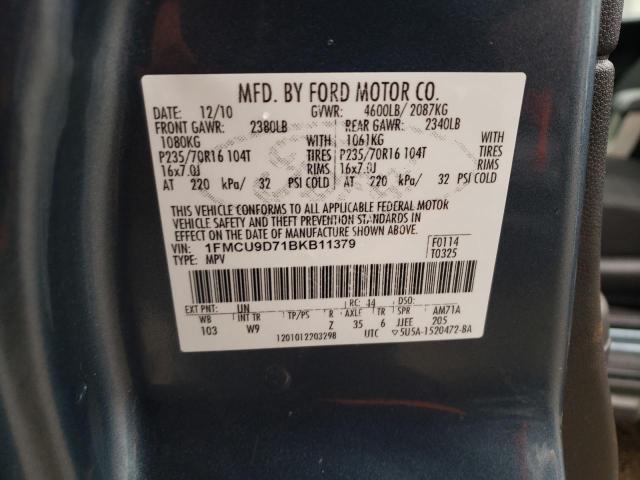 MFD. BY FORD MOTOR CO.
DATE: 12/10 GVWR: 4600LB/ 2087KG
FRONT GAWR: 2380LB REAR GAWR: 2340LB
1080KG WITH 1061KG WITH
P235/70R16 104T TIRES P235/70R16 104T TIRES
16x7.0J RIMS 16x7.0J RIMS
AT 220 kPa/ 32 PSI COLD AT 220 kPa/ 32 PSI COLD
THIS VEHICLE CONFORMS TO ALL APPLICABLE FEDERAL MOTOR
VEHICLE SAFETY AND THEFT PREVENTION STANDARDS IN
EFFECT ON THE DATE OF MANUFACTURE SHOWN ABOVE.
VIN: 1FMCU9D71BKB11379 F0114
TYPE: MPV T0325
EXT PNT: UN RC: 44 DSO:
WB INT TR TP/PS R AXLE TR SPR AM71A
103 W9 Z 35 6 JJEE 205
1201012203298 UTC ▽5U5A-1520472-BA